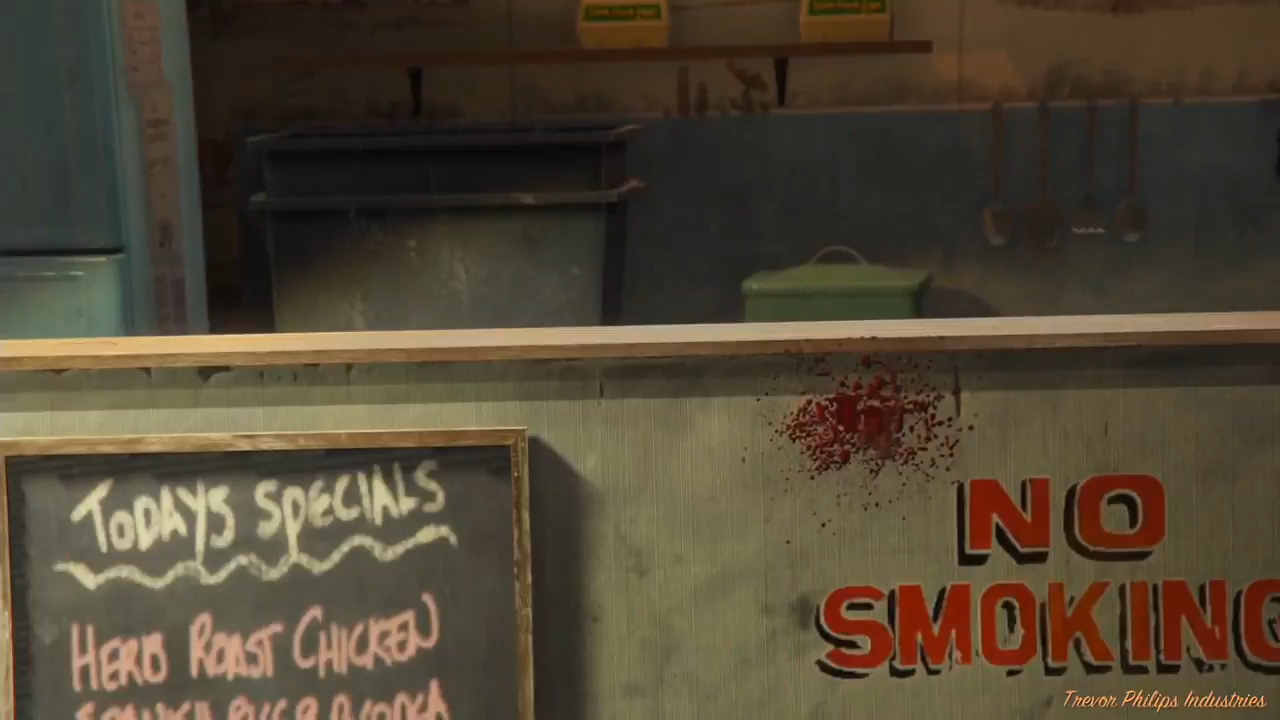 TODAYS SPECIALS
HERB ROAST CHICKEN
NO
SMOKING
Trevor Philips Industries